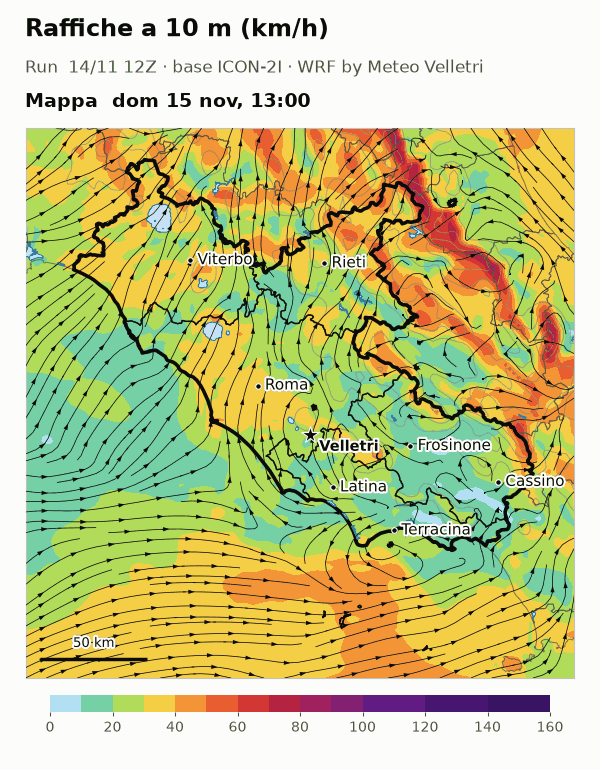 Raffiche a 10 m (km/h)
Run 14/11 12Z · base ICON-2I · WRF by Meteo Velletri
Mappa dom 15 nov, 13:00
Viterbo
Rieti
Roma
Velletri
Frosinone
Cassino
Latina
Terracina
50 km
0 20 40 60 80 100 120 140 160